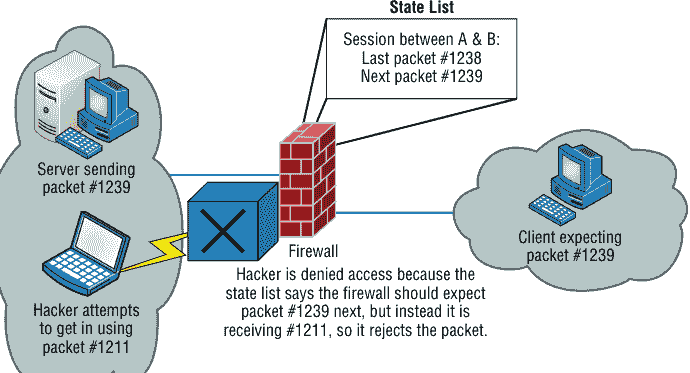 State List
Session between A & B:
Last packet #1238
Next packet #1239
Server sending
packet #1239
Firewall
Client expecting
packet #1239
Hacker attempts
to get in using
packet #1211
Hacker is denied access because the
state list says the firewall should expect
packet #1239 next, but instead it is
receiving #1211, so it rejects the packet.